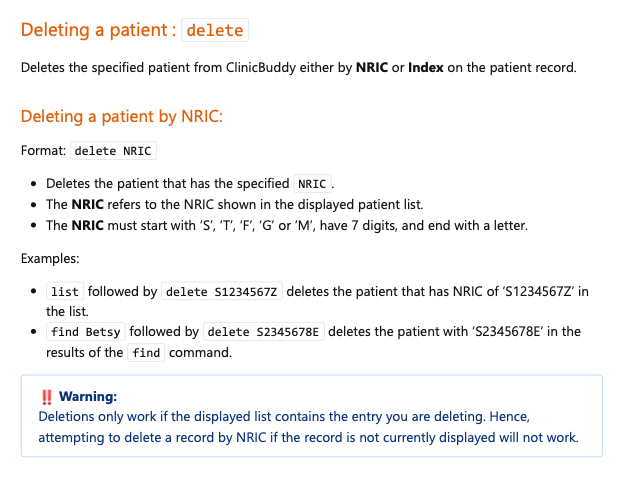 Deleting a patient : delete
Deletes the specified patient from ClinicBuddy either by NRIC or Index on the patient record.
Deleting a patient by NRIC:
Format: delete NRIC
• Deletes the patient that has the specified NRIC.
• The NRIC refers to the NRIC shown in the displayed patient list.
• The NRIC must start with ‘S’, ‘T’, ‘F’, ‘G’ or ‘M’, have 7 digits, and end with a letter.
Examples:
• list followed by delete S1234567Z deletes the patient that has NRIC of ‘S1234567Z’ in
the list.
• find Betsy followed by delete S2345678E deletes the patient with ‘S2345678E’ in the
results of the find command.
‼️ Warning:
Deletions only work if the displayed list contains the entry you are deleting. Hence,
attempting to delete a record by NRIC if the record is not currently displayed will not work.